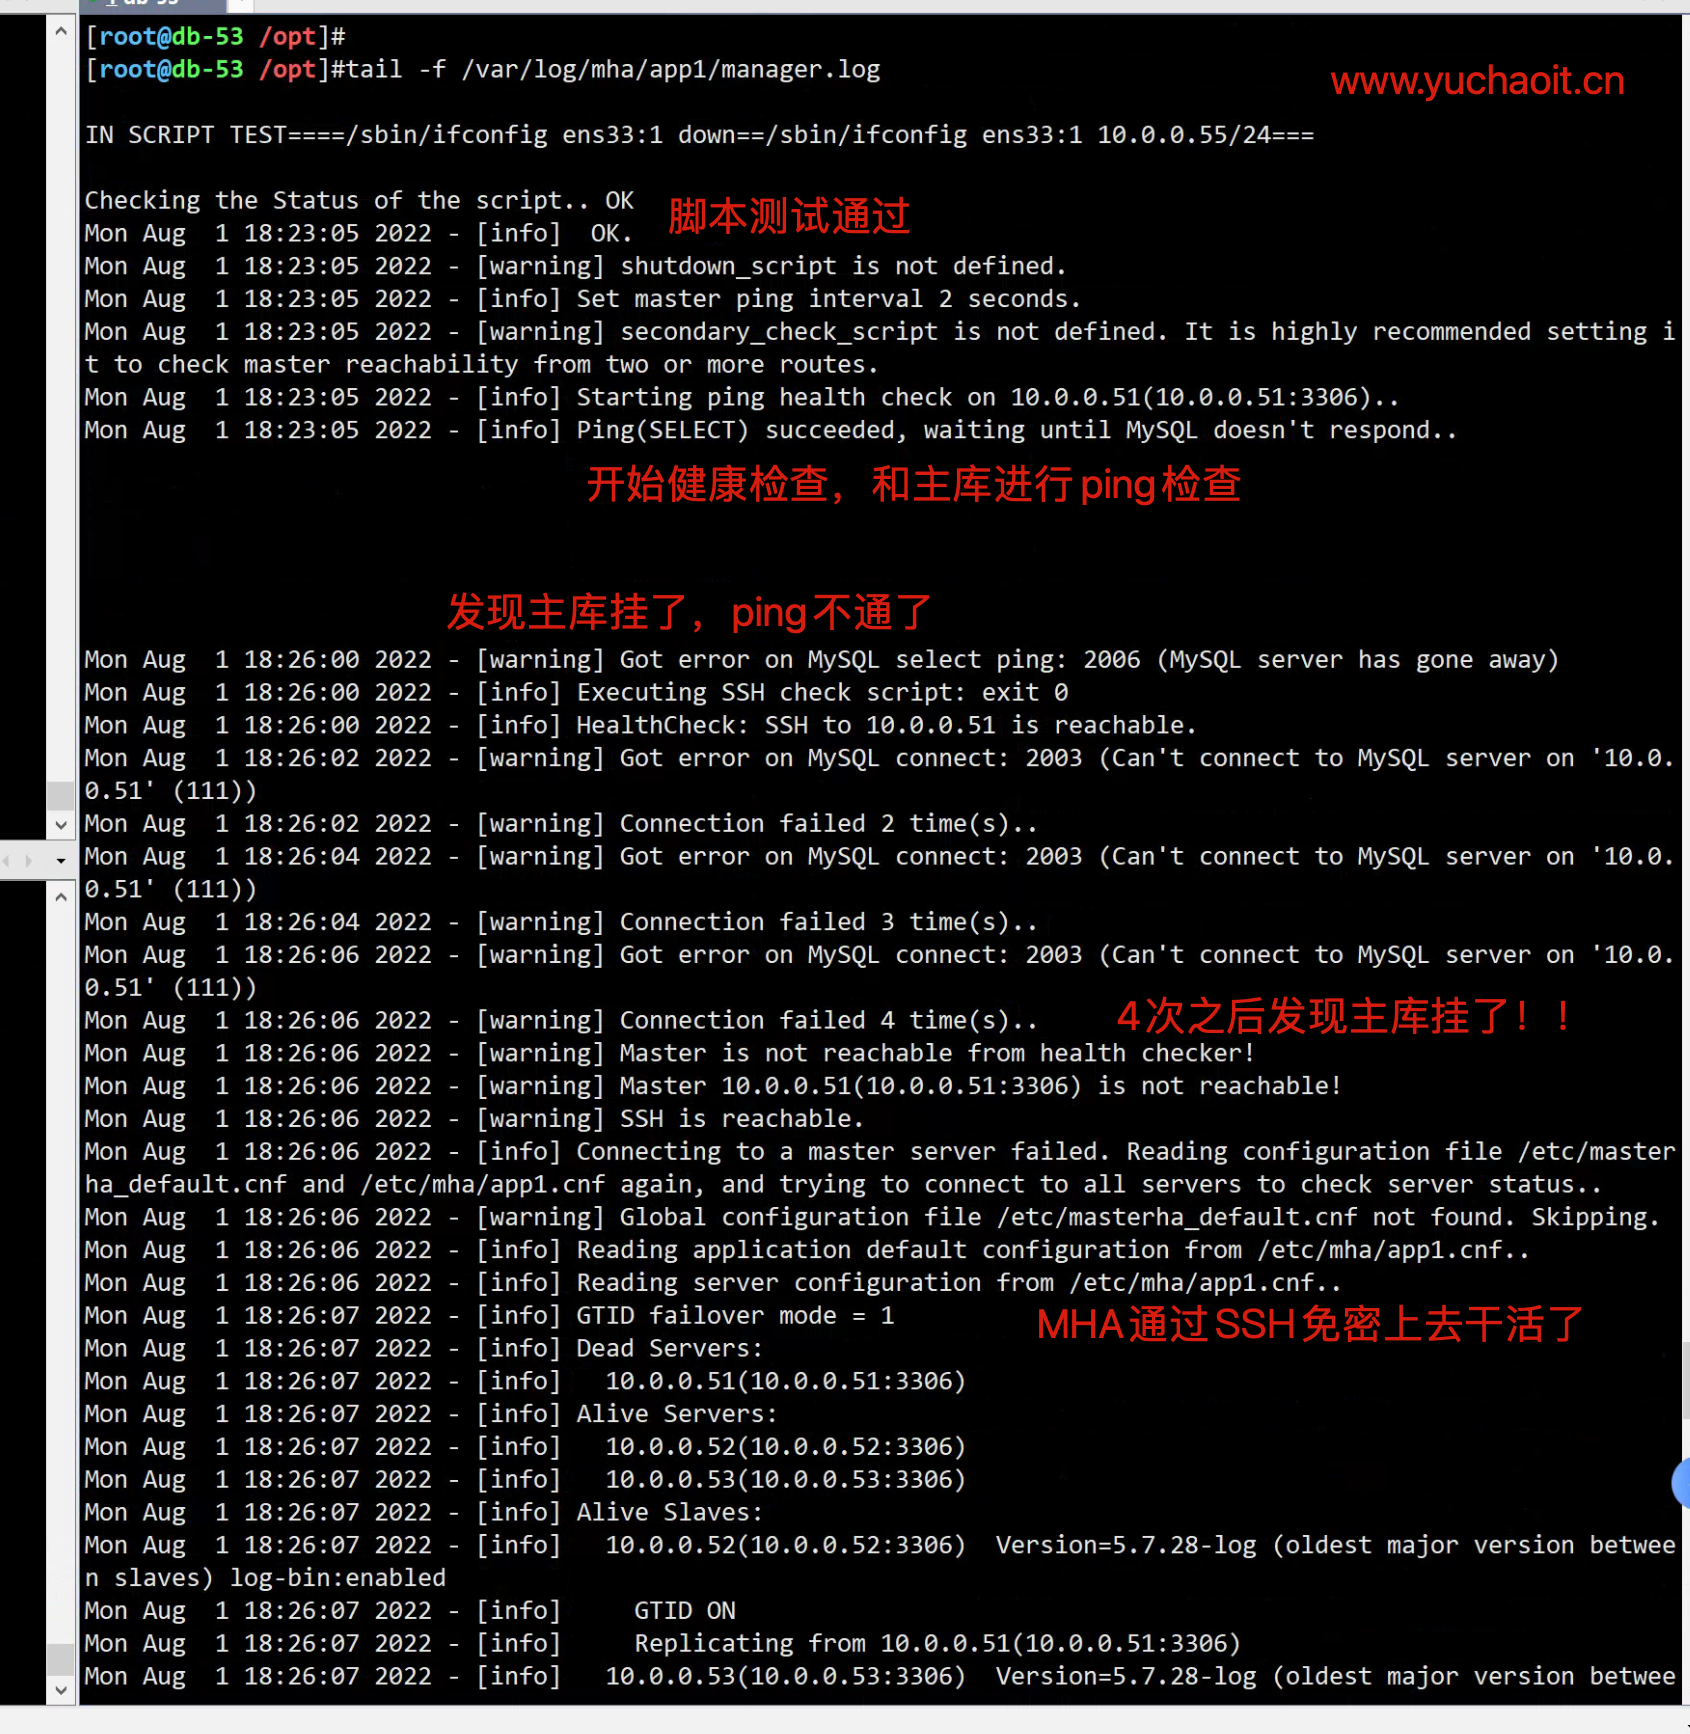 [root@db-53 /opt]#
[root@db-53 /opt]#tail -f /var/log/mha/app1/manager.log
www.yuchaoit.cn
IN SCRIPT TEST====/sbin/ifconfig ens33:1 down==/sbin/ifconfig ens33:1 10.0.0.55/24===
Checking the Status of the script.. OK
脚本测试通过
Mon Aug  1 18:23:05 2022 - [info]  OK.
Mon Aug  1 18:23:05 2022 - [warning] shutdown_script is not defined.
Mon Aug  1 18:23:05 2022 - [info] Set master ping interval 2 seconds.
Mon Aug  1 18:23:05 2022 - [warning] secondary_check_script is not defined. It is highly recommended setting i
t to check master reachability from two or more routes.
Mon Aug  1 18:23:05 2022 - [info] Starting ping health check on 10.0.0.51(10.0.0.51:3306)..
Mon Aug  1 18:23:05 2022 - [info] Ping(SELECT) succeeded, waiting until MySQL doesn't respond..
开始健康检查，和主库进行ping检查
发现主库挂了，ping不通了
Mon Aug  1 18:26:00 2022 - [warning] Got error on MySQL select ping: 2006 (MySQL server has gone away)
Mon Aug  1 18:26:00 2022 - [info] Executing SSH check script: exit 0
Mon Aug  1 18:26:00 2022 - [info] HealthCheck: SSH to 10.0.0.51 is reachable.
Mon Aug  1 18:26:02 2022 - [warning] Got error on MySQL connect: 2003 (Can't connect to MySQL server on '10.0.
0.51' (111))
Mon Aug  1 18:26:02 2022 - [warning] Connection failed 2 time(s)..
Mon Aug  1 18:26:04 2022 - [warning] Got error on MySQL connect: 2003 (Can't connect to MySQL server on '10.0.
0.51' (111))
Mon Aug  1 18:26:04 2022 - [warning] Connection failed 3 time(s)..
Mon Aug  1 18:26:06 2022 - [warning] Got error on MySQL connect: 2003 (Can't connect to MySQL server on '10.0.
0.51' (111))
Mon Aug  1 18:26:06 2022 - [warning] Connection failed 4 time(s)..
4次之后发现主库挂了！！
Mon Aug  1 18:26:06 2022 - [warning] Master is not reachable from health checker!
Mon Aug  1 18:26:06 2022 - [warning] Master 10.0.0.51(10.0.0.51:3306) is not reachable!
Mon Aug  1 18:26:06 2022 - [warning] SSH is reachable.
Mon Aug  1 18:26:06 2022 - [info] Connecting to a master server failed. Reading configuration file /etc/master
ha_default.cnf and /etc/mha/app1.cnf again, and trying to connect to all servers to check server status..
Mon Aug  1 18:26:06 2022 - [warning] Global configuration file /etc/masterha_default.cnf not found. Skipping.
Mon Aug  1 18:26:06 2022 - [info] Reading application default configuration from /etc/mha/app1.cnf..
Mon Aug  1 18:26:06 2022 - [info] Reading server configuration from /etc/mha/app1.cnf..
Mon Aug  1 18:26:07 2022 - [info] GTID failover mode = 1
MHA通过SSH免密上去干活了
Mon Aug  1 18:26:07 2022 - [info] Dead Servers:
Mon Aug  1 18:26:07 2022 - [info]   10.0.0.51(10.0.0.51:3306)
Mon Aug  1 18:26:07 2022 - [info] Alive Servers:
Mon Aug  1 18:26:07 2022 - [info]   10.0.0.52(10.0.0.52:3306)
Mon Aug  1 18:26:07 2022 - [info]   10.0.0.53(10.0.0.53:3306)
Mon Aug  1 18:26:07 2022 - [info] Alive Slaves:
Mon Aug  1 18:26:07 2022 - [info]   10.0.0.52(10.0.0.52:3306)  Version=5.7.28-log (oldest major version betwee
n slaves) log-bin:enabled
Mon Aug  1 18:26:07 2022 - [info]     GTID ON
Mon Aug  1 18:26:07 2022 - [info]     Replicating from 10.0.0.51(10.0.0.51:3306)
Mon Aug  1 18:26:07 2022 - [info]   10.0.0.53(10.0.0.53:3306)  Version=5.7.28-log (oldest major version betwee